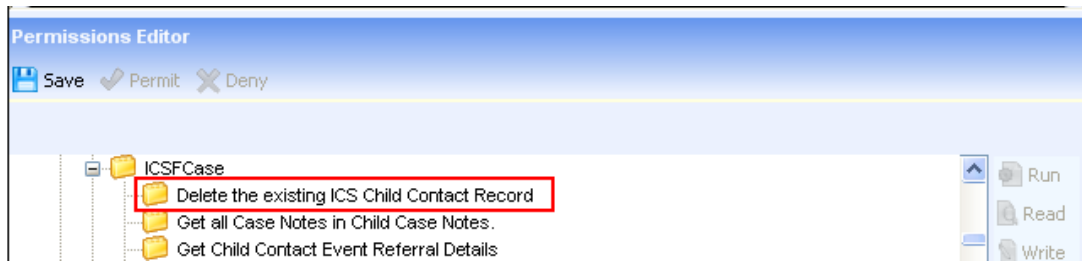 Permissions Editor
Save Permit Deny
ICSFCase
Delete the existing ICS Child Contact Record
Get all Case Notes in Child Case Notes.
Get Child Contact Event Referral Details
Run
Read
Write